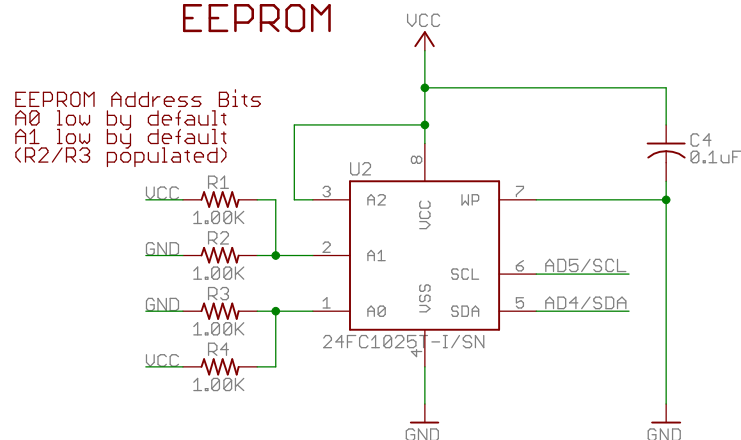 EEPROM
VCC
EEPROM Address Bits
A0 low by default
A1 low by default
(R2/R3 populated)
C4
0.1uF
8
U2
R1
VCC
1.00K
3
A2
VCC
WP
7
R2
GND
1.00K
2
A1
SCL
6
AD5/SCL
R3
GND
1.00K
1
A0
VSS
SDA
5
AD4/SDA
24FC1025T-I/SN
4
R4
VCC
1.00K
GND
GND